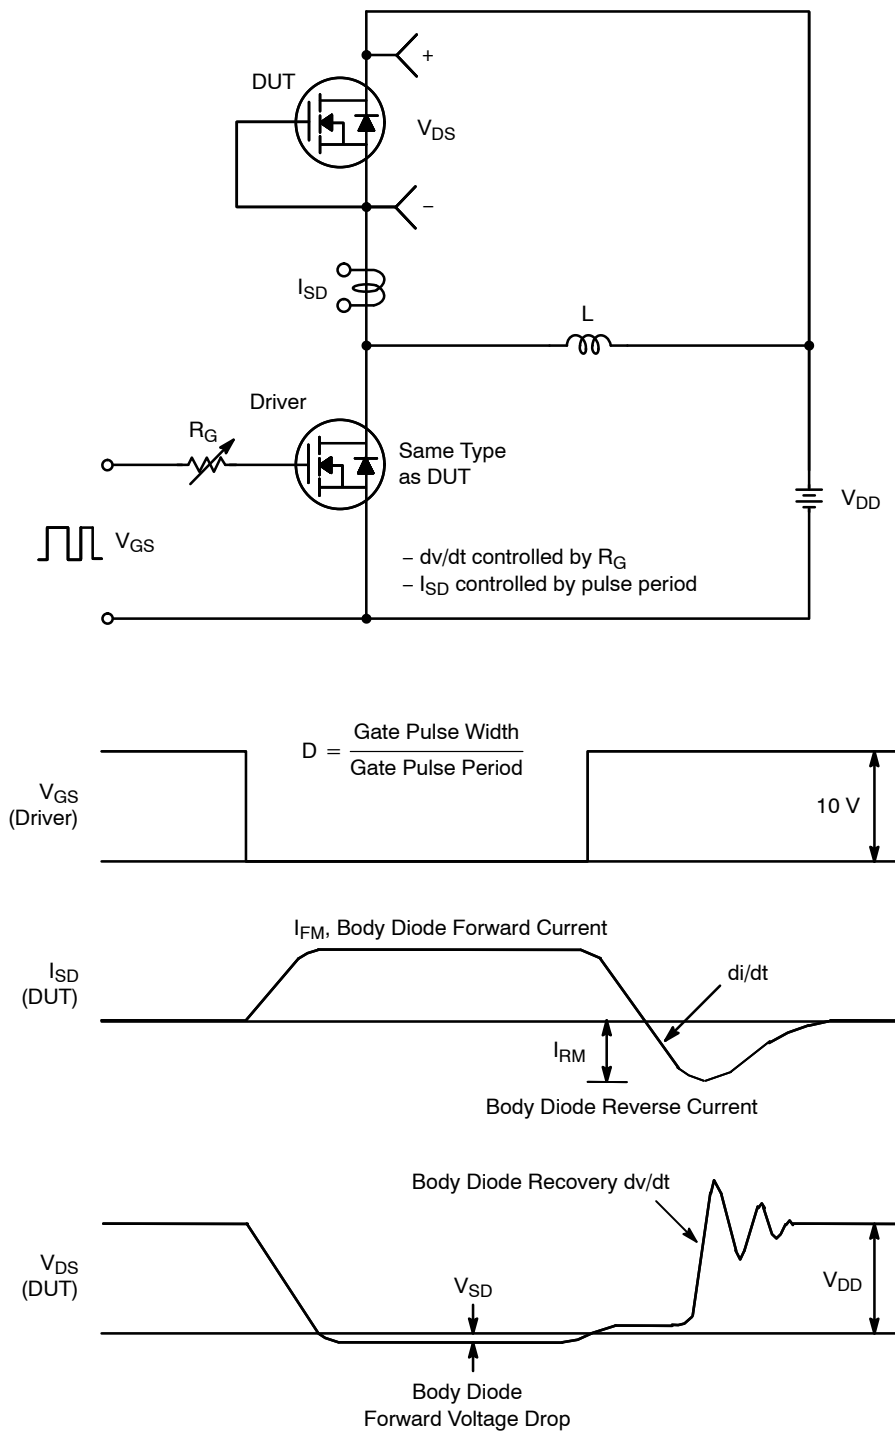 DUT
+
V_DS
−
I_SD
L
Driver
R_G
Same Type
as DUT
V_DD
V_GS
− dv/dt controlled by R_G
− I_SD controlled by pulse period
D = Gate Pulse Width
Gate Pulse Period
V_GS
(Driver)
10 V
I_FM, Body Diode Forward Current
I_SD
(DUT)
di/dt
I_RM
Body Diode Reverse Current
Body Diode Recovery dv/dt
V_DS
(DUT)
V_SD
V_DD
Body Diode
Forward Voltage Drop